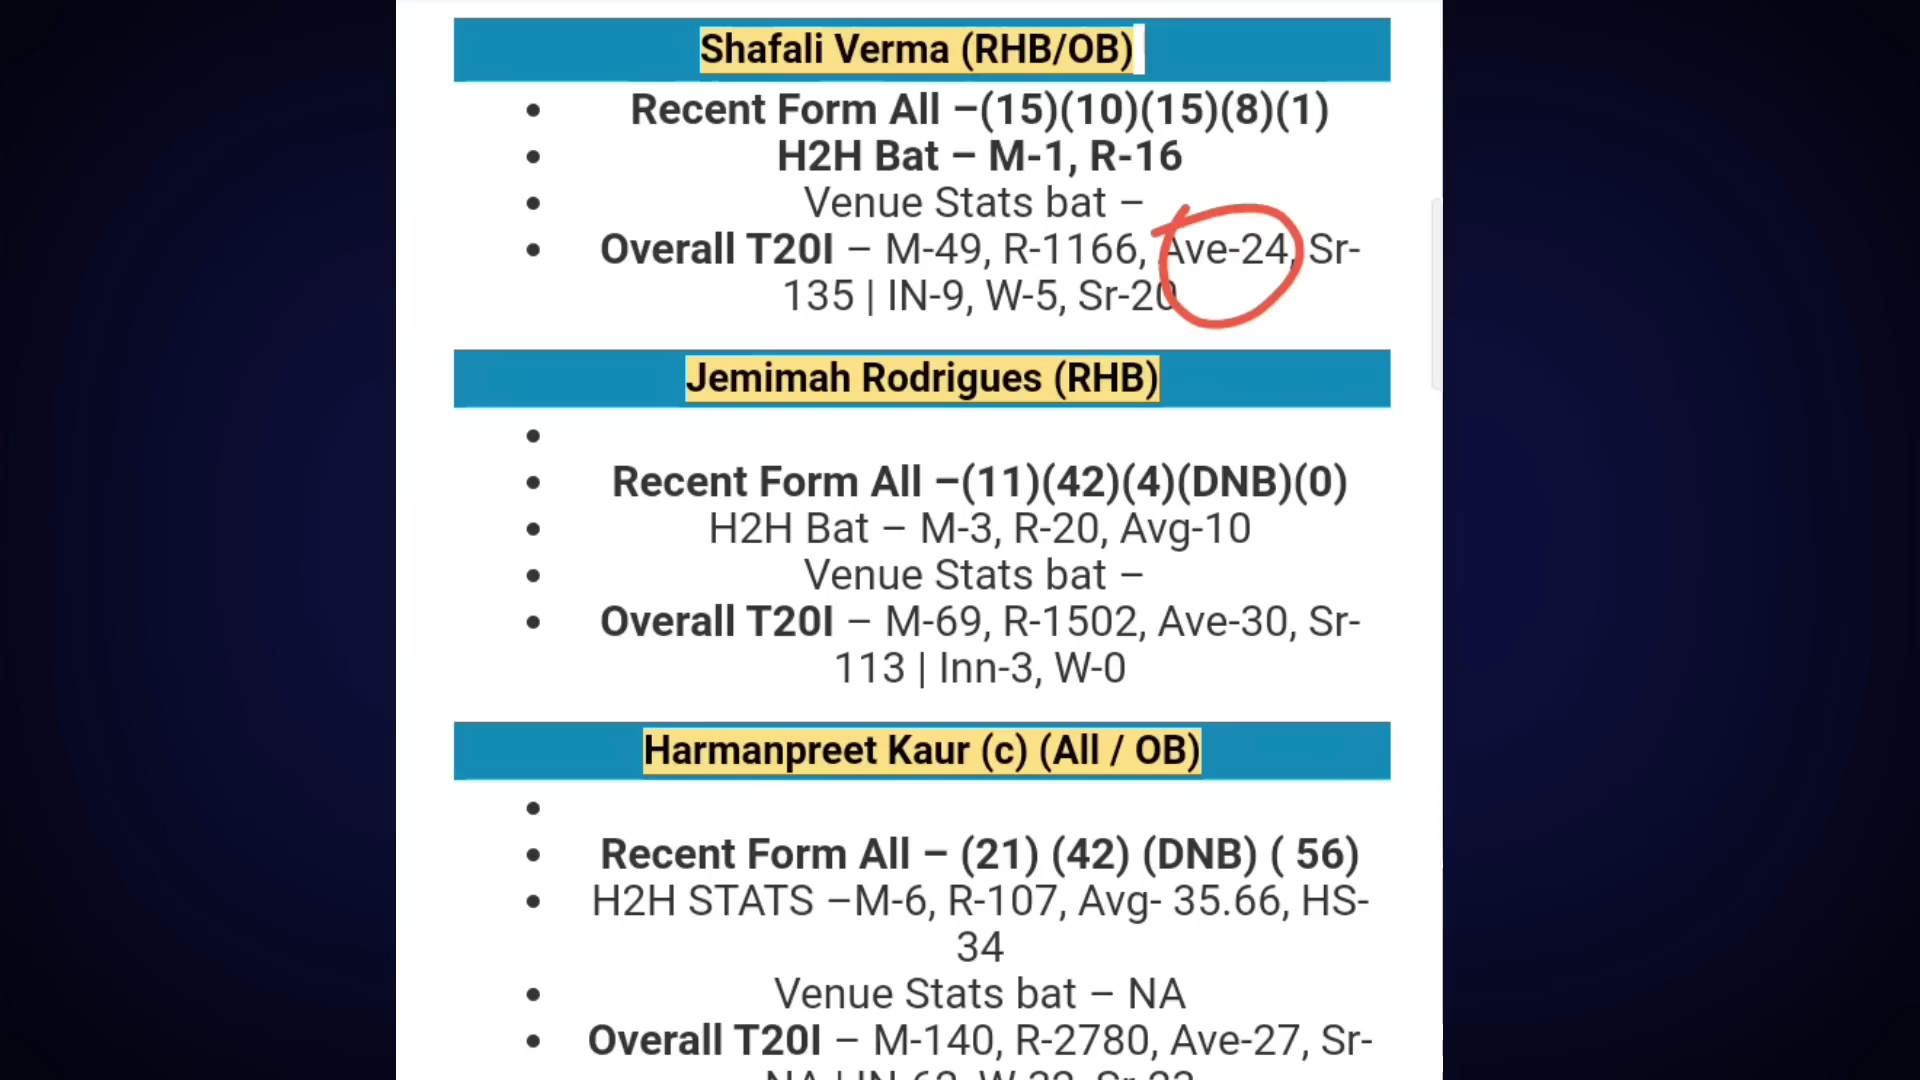 Shafali Verma (RHB/OB)
Recent Form All –(15)(10)(15)(8)(1)
H2H Bat – M-1, R-16
Venue Stats bat –
Overall T20I – M-49, R-1166, Ave-24, Sr-
135 | IN-9, W-5, Sr-20
Jemimah Rodrigues (RHB)
Recent Form All –(11)(42)(4)(DNB)(0)
H2H Bat – M-3, R-20, Avg-10
Venue Stats bat –
Overall T20I – M-69, R-1502, Ave-30, Sr-
113 | Inn-3, W-0
Harmanpreet Kaur (c) (All / OB)
Recent Form All – (21) (42) (DNB) ( 56)
H2H STATS –M-6, R-107, Avg- 35.66, HS-
34
Venue Stats bat – NA
Overall T20I – M-140, R-2780, Ave-27, Sr-